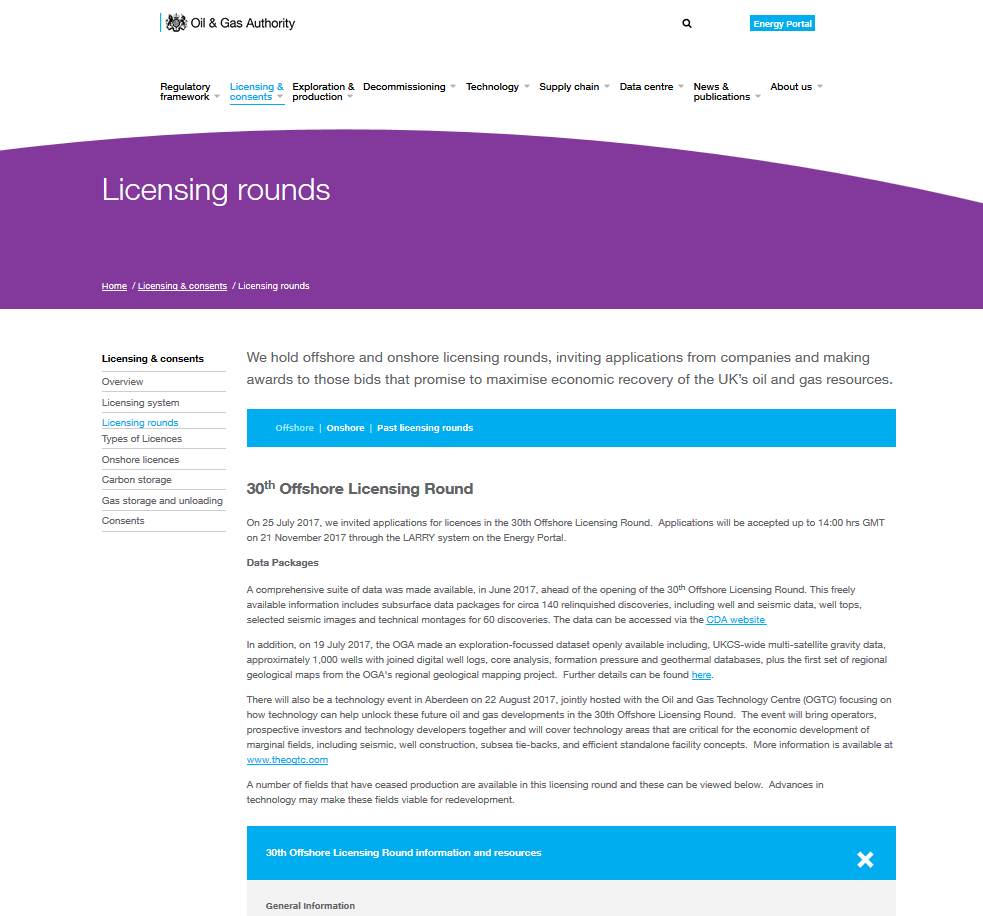 Oil & Gas Authority
Energy Portal
Regulatory framework
Licensing & consents
Exploration & production
Decommissioning
Technology
Supply chain
Data centre
News & publications
About us
Licensing rounds
Home / Licensing & consents / Licensing rounds
Licensing & consents
Overview
Licensing system
Licensing rounds
Types of Licences
Onshore licences
Carbon storage
Gas storage and unloading
Consents
We hold offshore and onshore licensing rounds, inviting applications from companies and making
awards to those bids that promise to maximise economic recovery of the UK's oil and gas resources.
Offshore | Onshore | Past licensing rounds
30th Offshore Licensing Round
On 25 July 2017, we invited applications for licences in the 30th Offshore Licensing Round. Applications will be accepted up to 14:00 hrs GMT
on 21 November 2017 through the LARRY system on the Energy Portal.
Data Packages
A comprehensive suite of data was made available, in June 2017, ahead of the opening of the 30th Offshore Licensing Round. This freely
available information includes subsurface data packages for circa 140 relinquished discoveries, including well and seismic data, well tops,
selected seismic images and technical montages for 60 discoveries. The data can be accessed via the CDA website
In addition, on 19 July 2017, the OGA made an exploration-focussed dataset openly available including, UKCS-wide multi-satellite gravity data,
approximately 1,000 wells with joined digital well logs, core analysis, formation pressure and geothermal databases, plus the first set of regional
geological maps from the OGA's regional geological mapping project. Further details can be found here.
There will also be a technology event in Aberdeen on 22 August 2017, jointly hosted with the Oil and Gas Technology Centre (OGTC) focusing on
how technology can help unlock these future oil and gas developments in the 30th Offshore Licensing Round. The event will bring operators,
prospective investors and technology developers together and will cover technology areas that are critical for the economic development of
marginal fields, including seismic, well construction, subsea tie-backs, and efficient standalone facility concepts. More information is available at
www.theogtc.com
A number of fields that have ceased production are available in this licensing round and these can be viewed below. Advances in
technology may make these fields viable for redevelopment.
30th Offshore Licensing Round information and resources
General Information